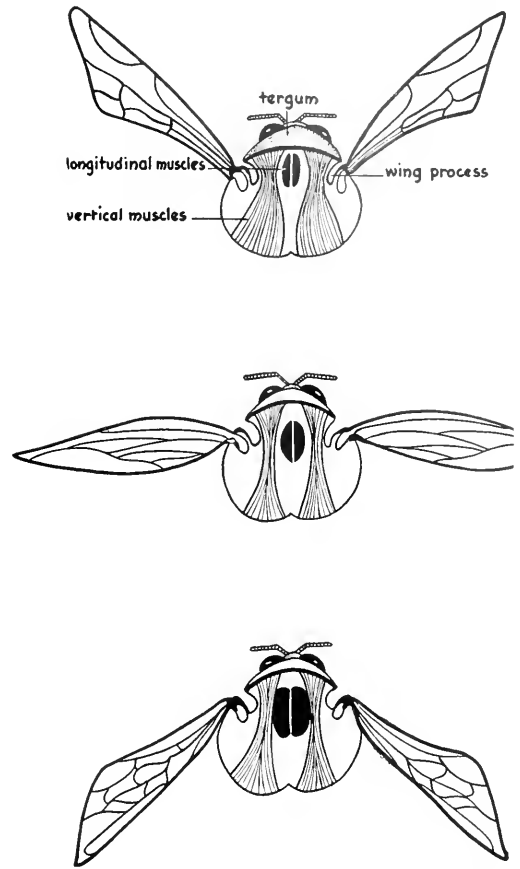 tergum
longitudinal muscles
wing process
vertical muscles